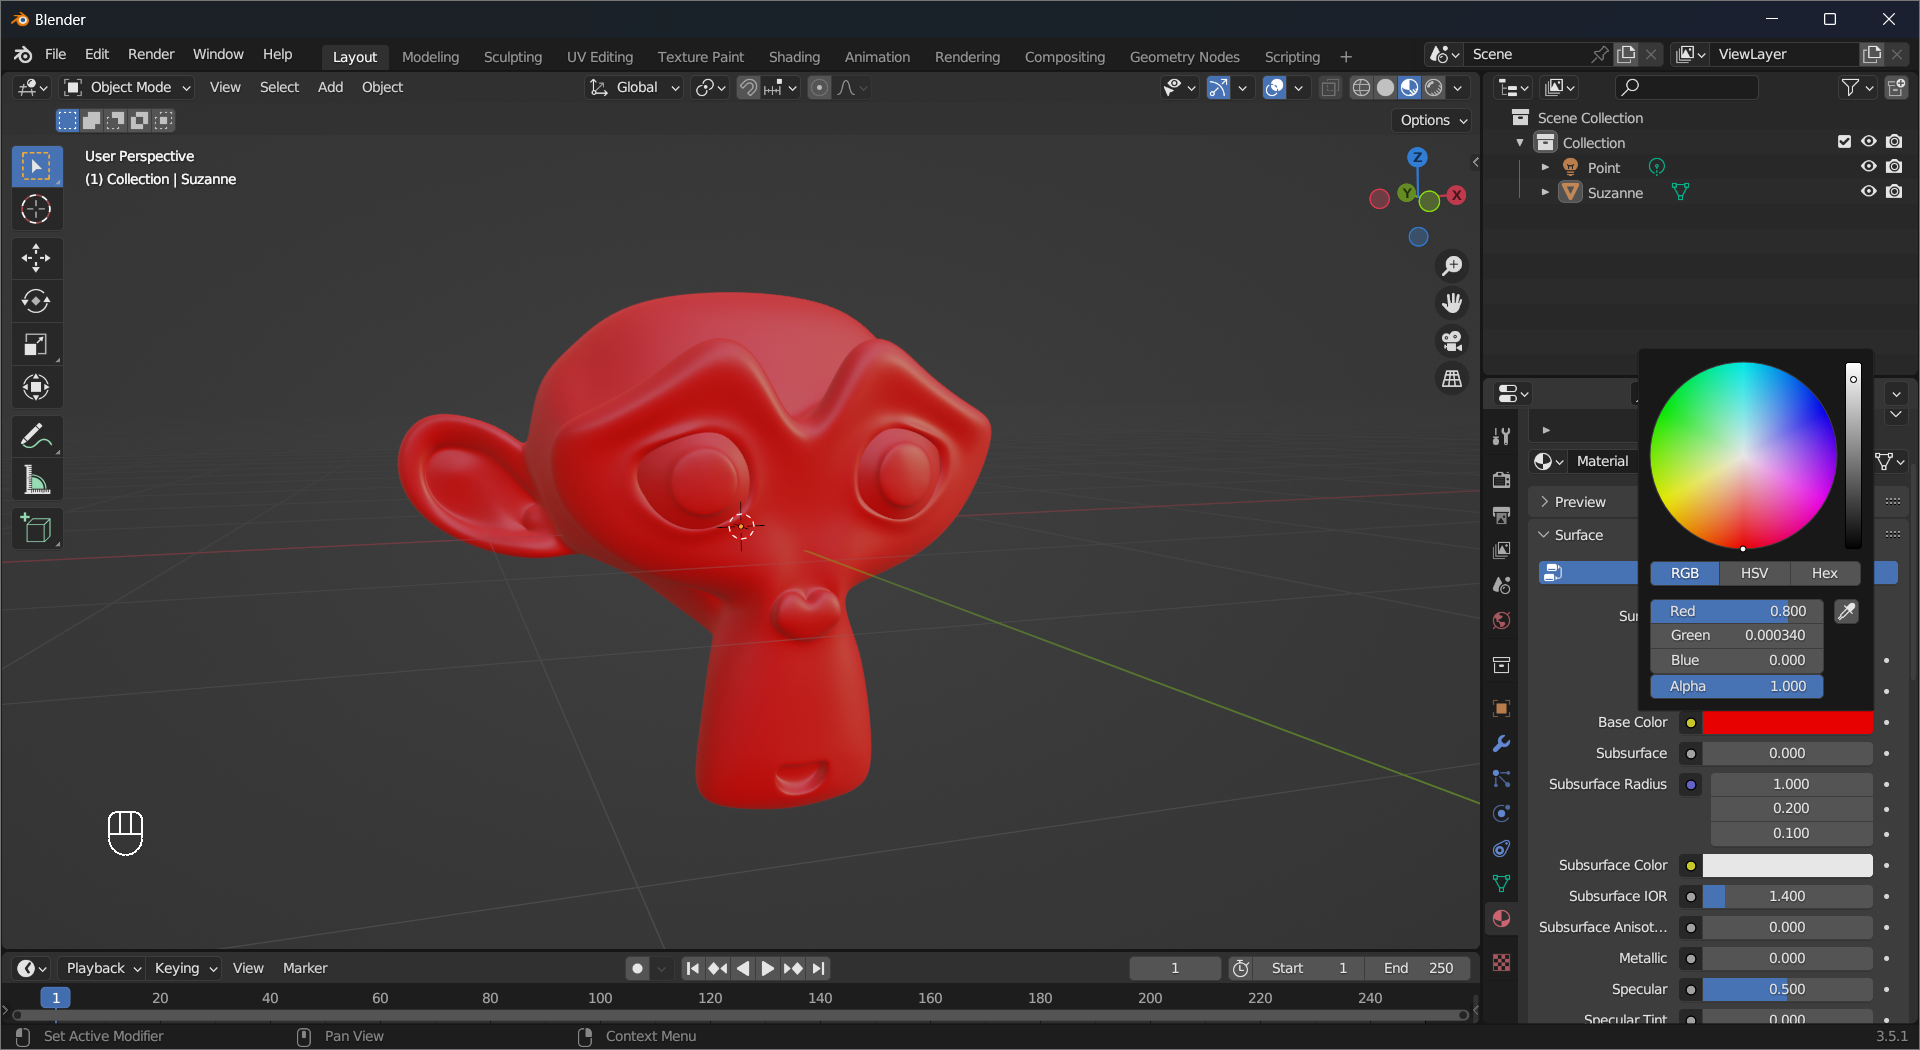 Blender
File Edit Render Window Help Layout Modeling Sculpting UV Editing Texture Paint Shading Animation Rendering Compositing Geometry Nodes Scripting + Scene ViewLayer
Object Mode View Select Add Object Global
Options
User Perspective
(1) Collection | Suzanne
Z
Y
X
Scene Collection
Collection
Point
Suzanne
Material
Preview
Surface
RGB HSV Hex
Red 0.800
Green 0.000340
Blue 0.000
Alpha 1.000
Base Color
Subsurface 0.000
Subsurface Radius 1.000
0.200
0.100
Subsurface Color
Subsurface IOR 1.400
Subsurface Anisot... 0.000
Metallic 0.000
Specular 0.500
Specular Tint 0.000
Playback Keying View Marker 1 Start 1 End 250
1 20 40 60 80 100 120 140 160 180 200 220 240
Set Active Modifier Pan View Context Menu 3.5.1